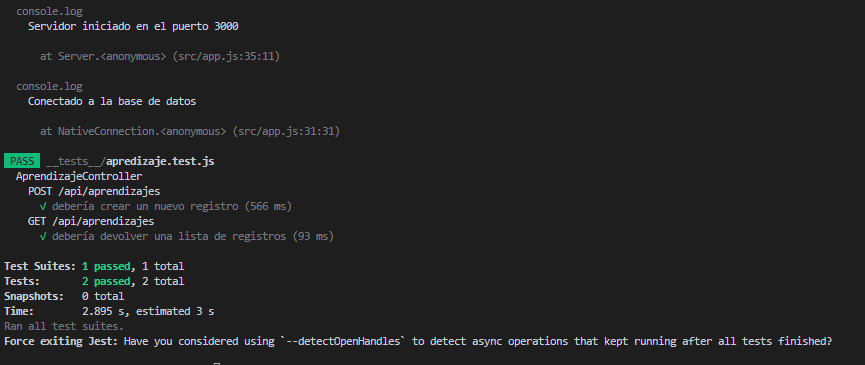 console.log
Servidor iniciado en el puerto 3000
at Server.<anonymous> (src/app.js:35:11)
console.log
Conectado a la base de datos
at NativeConnection.<anonymous> (src/app.js:31:31)
PASS __tests__/apredizaje.test.js
AprendizajeController
POST /api/aprendizajes
√ debería crear un nuevo registro (566 ms)
GET /api/aprendizajes
√ debería devolver una lista de registros (93 ms)
Test Suites: 1 passed, 1 total
Tests: 2 passed, 2 total
Snapshots: 0 total
Time: 2.895 s, estimated 3 s
Ran all test suites.
Force exiting Jest: Have you considered using `--detectOpenHandles` to detect async operations that kept running after all tests finished?